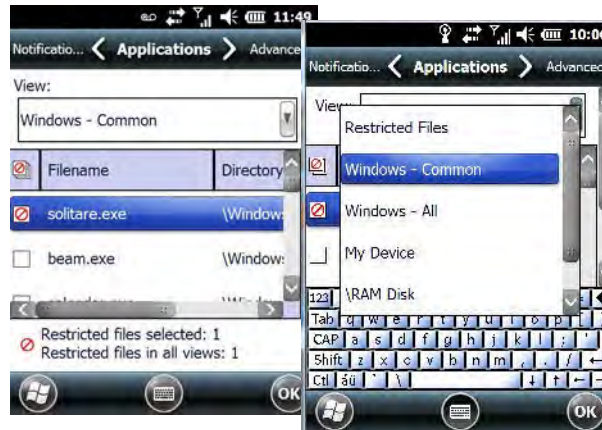 11:49
Notificatio... Applications Advance
View:
Windows - Common
Filename Directory
solitare.exe \Window
beam.exe \Window
Restricted files selected: 1
Restricted files in all views: 1
OK
10:00
Notificatio... Applications Advanced
View
Restricted Files
Windows - Common
Windows - All
My Device
\RAM Disk
123
Tab q w e r t y u i o p [ ]
CAP a s d f g h j k l ; '
Shift z x c v b n m , . /
Ctl áü ` \
OK